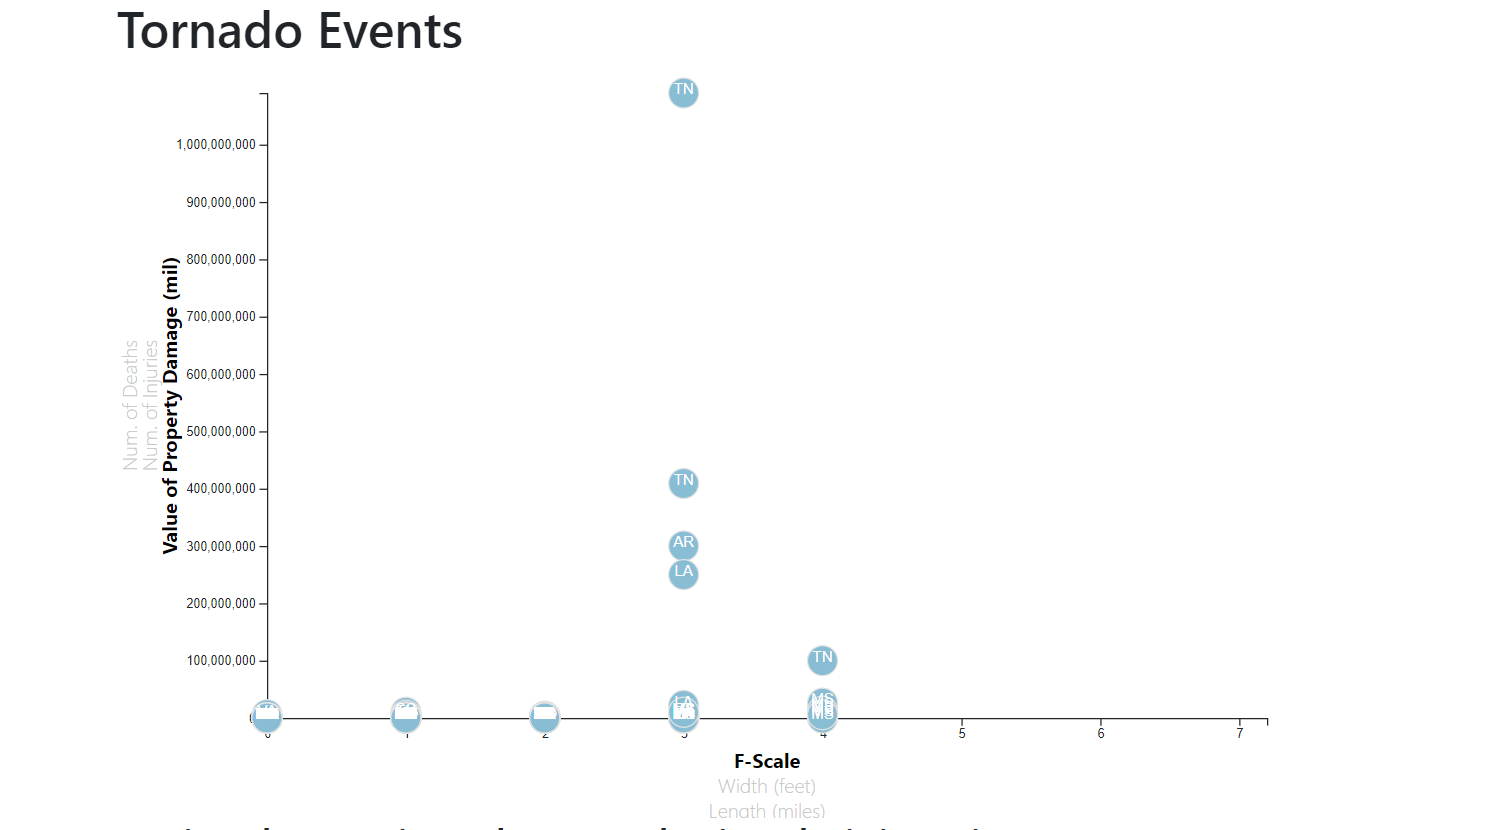 Tornado Events
TN
1,000,000,000
900,000,000
800,000,000
700,000,000
600,000,000
500,000,000
400,000,000
300,000,000
200,000,000
100,000,000
Num. of Deaths
Num. of Injuries
Value of Property Damage (mil)
TN
AR
LA
TN
LA
MS
MS
0
1
2
3
4
5
6
7
F-Scale
Width (feet)
Length (miles)